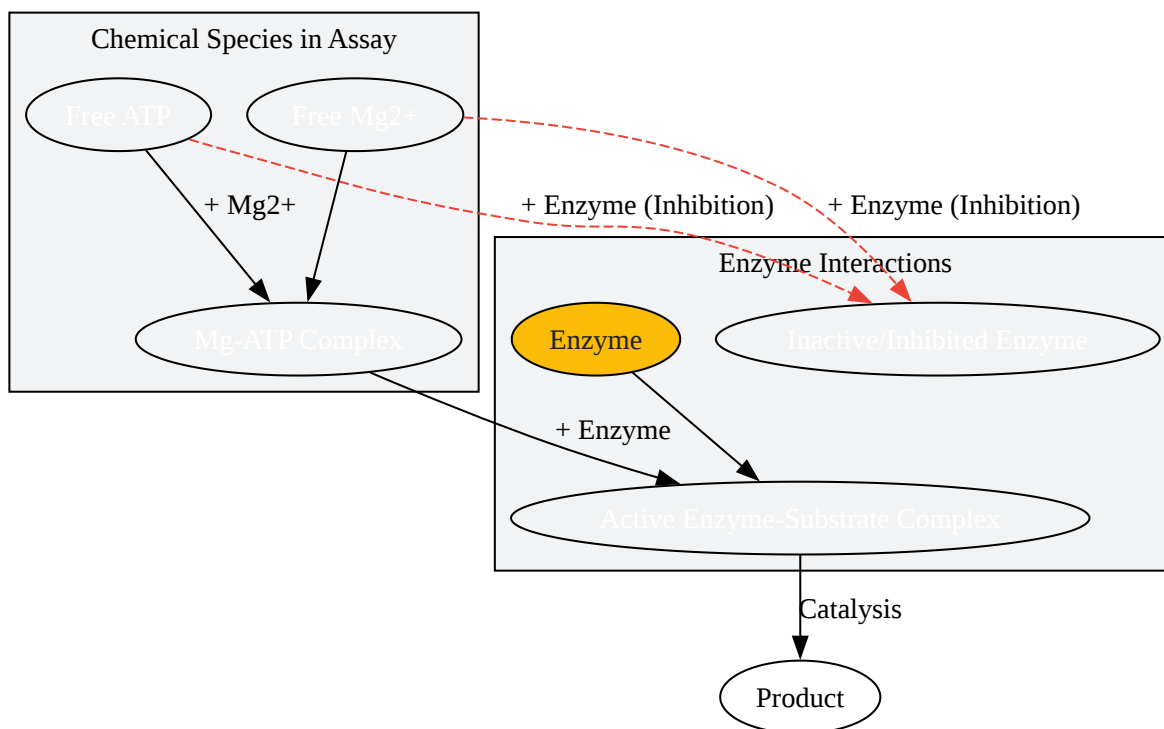 Chemical Species in Assay
Free ATP
Free Mg2+
+ Mg2+
+ Enzyme (Inhibition)
+ Enzyme (Inhibition)
Enzyme Interactions
Mg-ATP Complex
Enzyme
Inactive/Inhibited Enzyme
+ Enzyme
Active Enzyme-Substrate Complex
Catalysis
Product